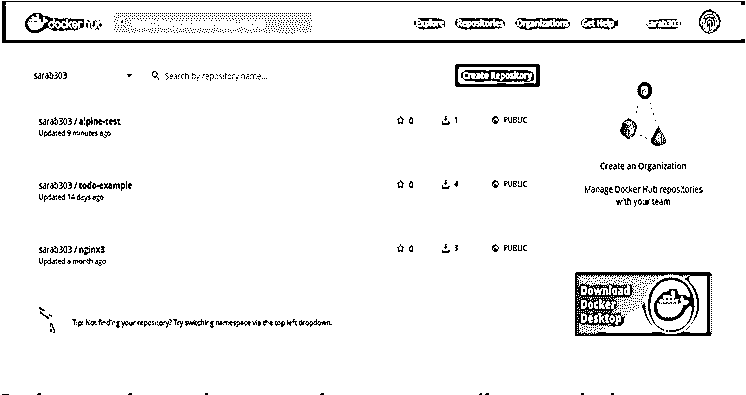 docker hub
Explore Repositories Organizations Get Help sarab303
sarab303
Search by repository name...
Create Repository
sarab303 / alpine-test
Updated 9 minutes ago
0 1 PUBLIC
sarab303 / todo-example
Updated 14 days ago
0 4 PUBLIC
sarab303 / nginx3
Updated a month ago
0 3 PUBLIC
Tip: Not finding your repository? Try switching namespace via the top left dropdown.
Create an Organization
Manage Docker Hub repositories
with your team
Download
Docker
Desktop